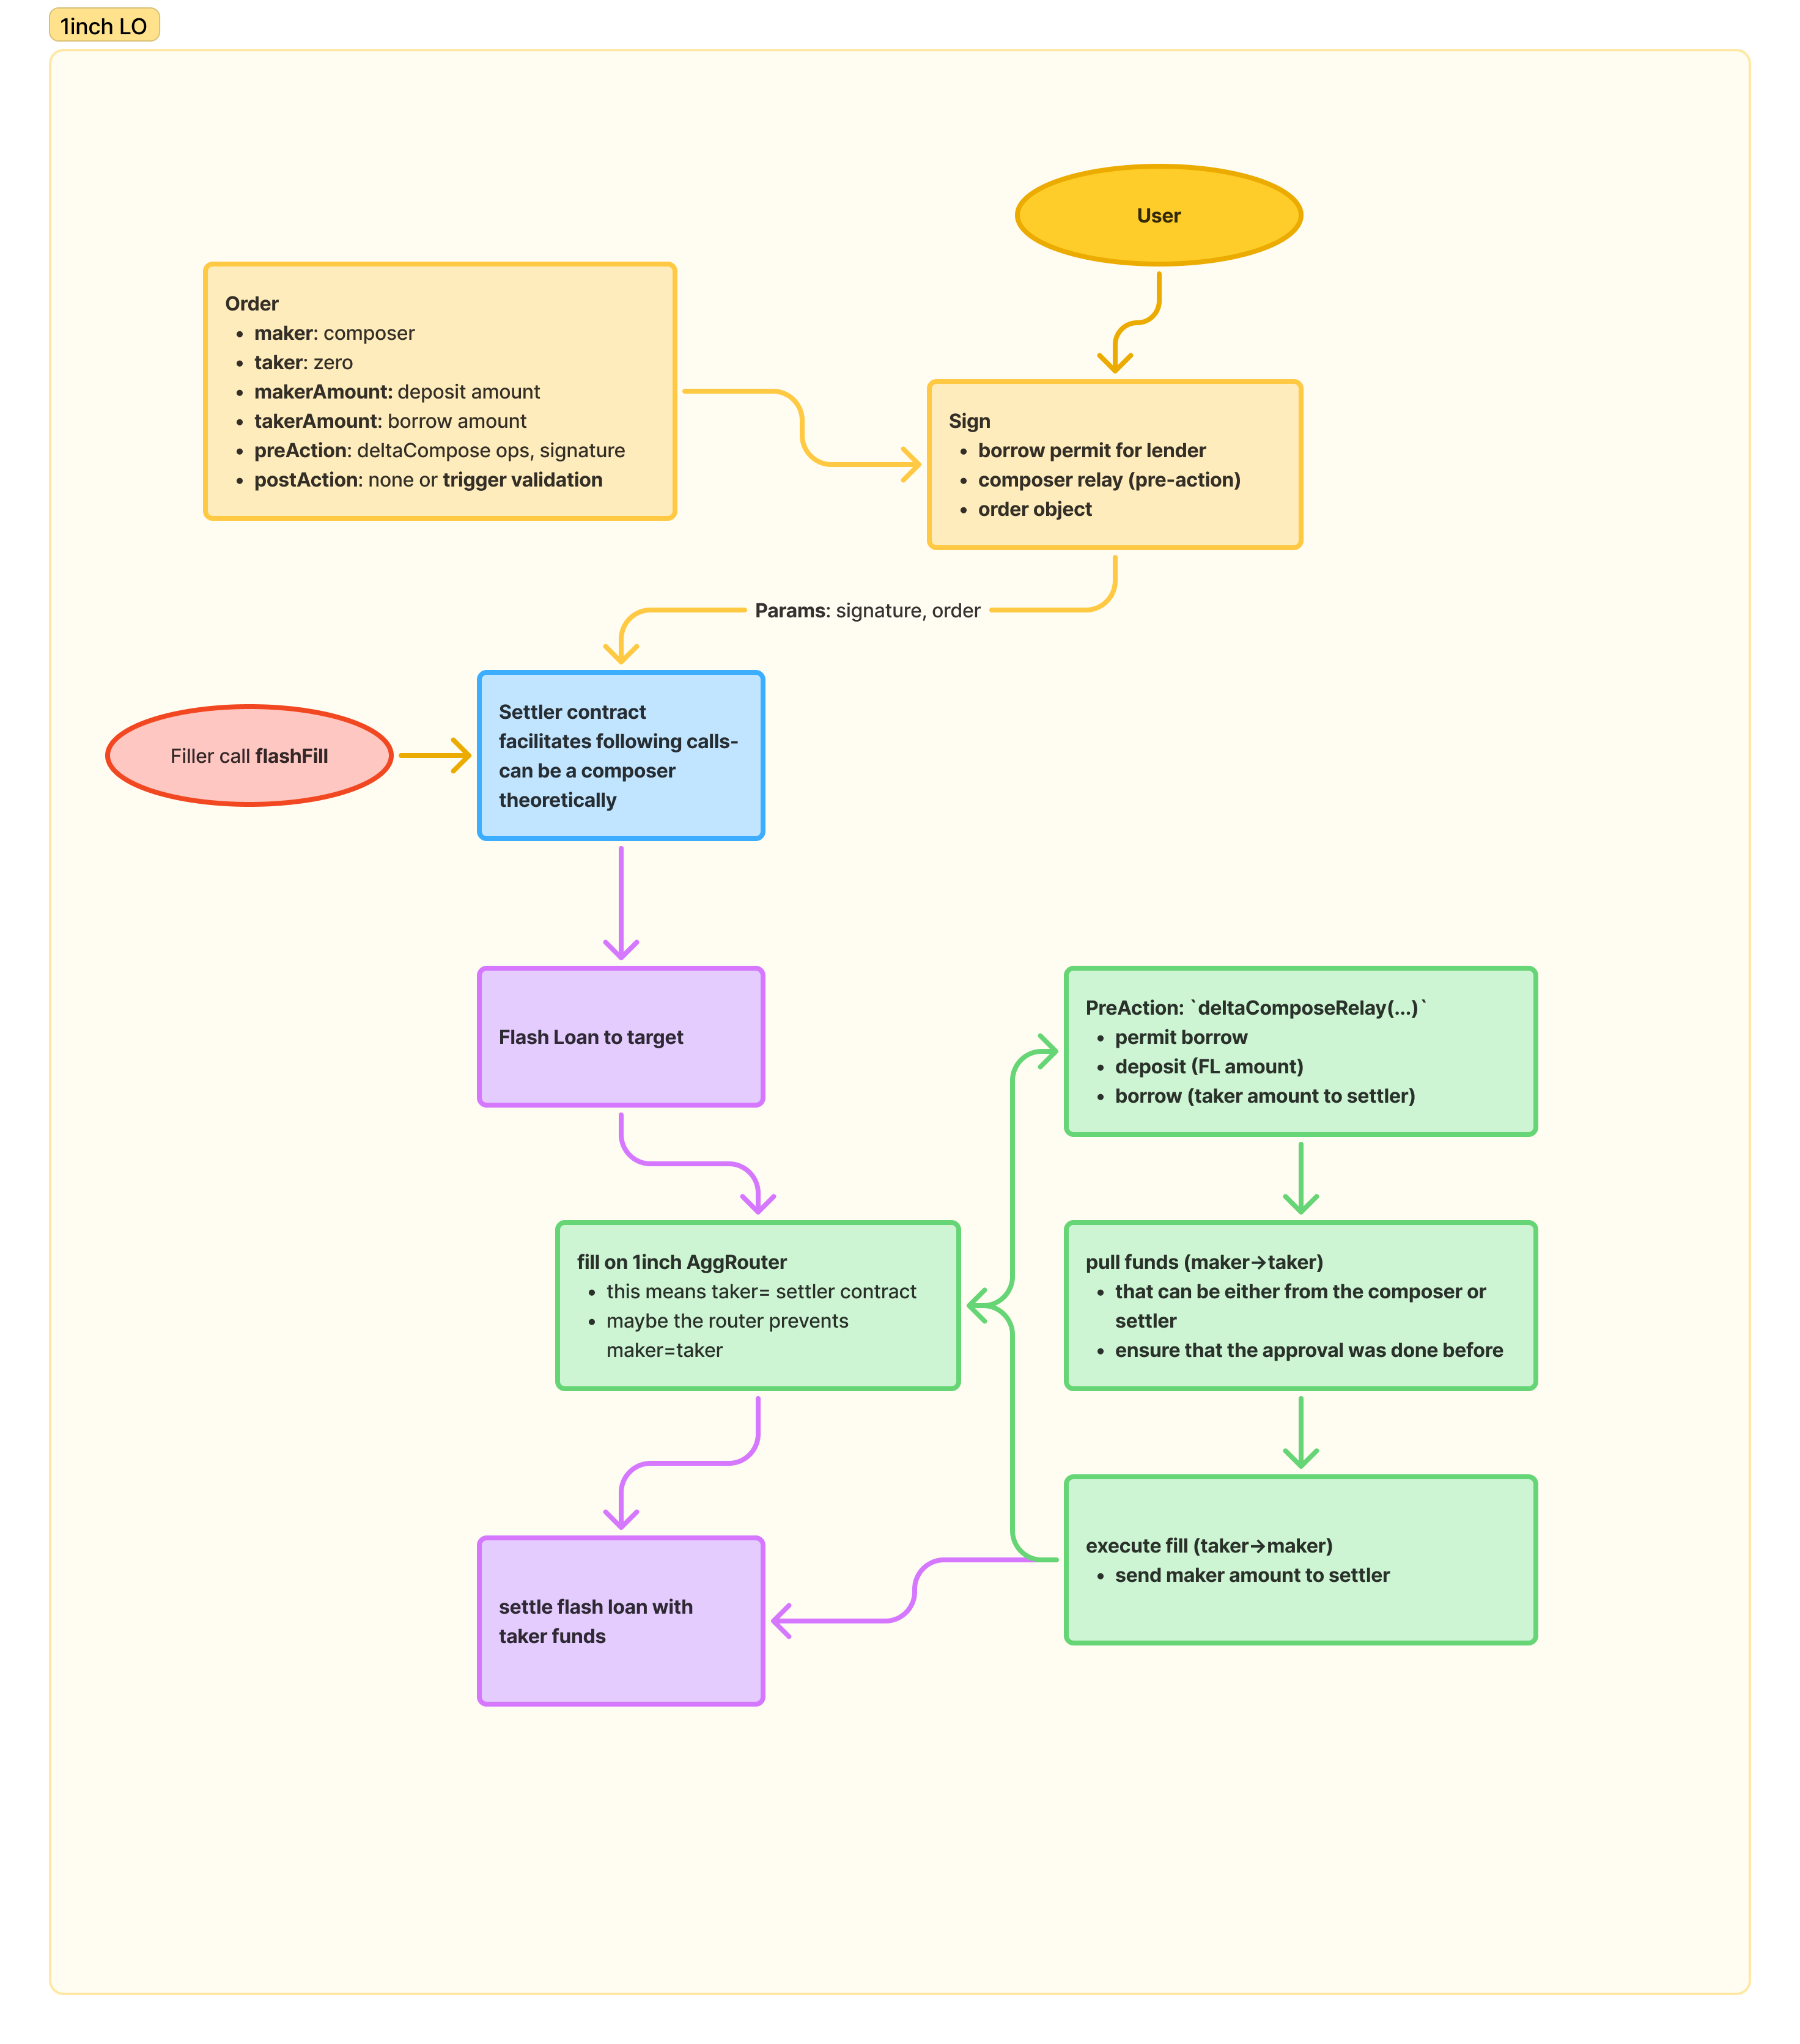 1inch LO
User
Order
• maker: composer
• taker: zero
• makerAmount: deposit amount
• takerAmount: borrow amount
• preAction: deltaCompose ops, signature
• postAction: none or trigger validation
Sign
• borrow permit for lender
• composer relay (pre-action)
• order object
Params: signature, order
Filler call flashFill
Settler contract
facilitates following calls-
can be a composer
theoretically
Flash Loan to target
PreAction: `deltaComposeRelay(...)`
• permit borrow
• deposit (FL amount)
• borrow (taker amount to settler)
fill on 1inch AggRouter
• this means taker= settler contract
• maybe the router prevents
maker=taker
pull funds (maker→taker)
• that can be either from the composer or
settler
• ensure that the approval was done before
execute fill (taker→maker)
• send maker amount to settler
settle flash loan with
taker funds